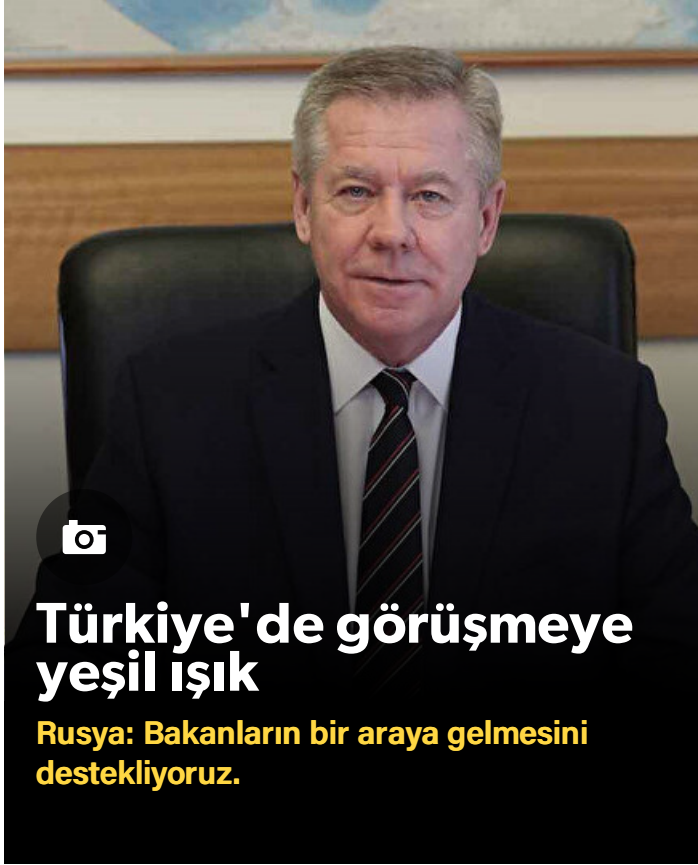 Türkiye'de görüşmeye
yeşil ışık
Rusya: Bakanların bir araya gelmesini
destekliyoruz.